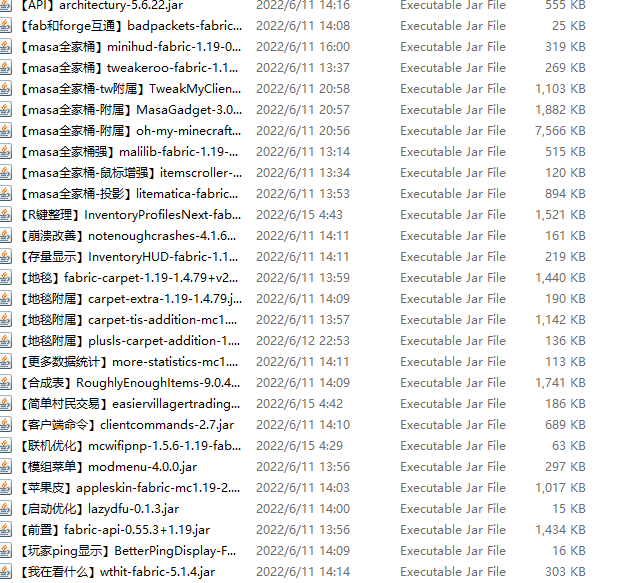 【API】architectury-5.6.22.jar 2022/6/11 14:16 Executable Jar File 555 KB
【fab和forge互通】badpackets-fabric... 2022/6/11 14:08 Executable Jar File 25 KB
【masa全家桶】minihud-fabric-1.19-0... 2022/6/11 16:00 Executable Jar File 319 KB
【masa全家桶】tweakeroo-fabric-1.1... 2022/6/11 13:37 Executable Jar File 269 KB
【masa全家桶-tw附属】TweakMyClien... 2022/6/11 20:58 Executable Jar File 1,103 KB
【masa全家桶-附属】MasaGadget-3.0... 2022/6/11 20:57 Executable Jar File 1,882 KB
【masa全家桶-附属】oh-my-minecraft... 2022/6/11 20:56 Executable Jar File 7,566 KB
【masa全家桶强】malilib-fabric-1.19-... 2022/6/11 13:14 Executable Jar File 515 KB
【masa全家桶-鼠标增强】itemscroller-... 2022/6/11 13:34 Executable Jar File 120 KB
【masa全家桶-投影】litematica-fabric... 2022/6/11 13:53 Executable Jar File 894 KB
【R键整理】InventoryProfilesNext-fab... 2022/6/15 4:43 Executable Jar File 1,521 KB
【崩溃改善】notenoughcrashes-4.1.6... 2022/6/11 14:11 Executable Jar File 161 KB
【存量显示】InventoryHUD-fabric-1.1... 2022/6/11 14:11 Executable Jar File 219 KB
【地毯】fabric-carpet-1.19-1.4.79+v2... 2022/6/11 13:59 Executable Jar File 1,440 KB
【地毯附属】carpet-extra-1.19-1.4.79.j... 2022/6/11 14:09 Executable Jar File 190 KB
【地毯附属】carpet-tis-addition-mc1.... 2022/6/11 13:57 Executable Jar File 1,142 KB
【地毯附属】plusls-carpet-addition-1.... 2022/6/12 22:53 Executable Jar File 136 KB
【更多数据统计】more-statistics-mc1.... 2022/6/11 14:11 Executable Jar File 113 KB
【合成表】RoughlyEnoughItems-9.0.4... 2022/6/11 14:09 Executable Jar File 1,741 KB
【简单村民交易】easiervillagertrading... 2022/6/15 4:42 Executable Jar File 186 KB
【客户端命令】clientcommands-2.7.jar 2022/6/11 14:10 Executable Jar File 689 KB
【联机优化】mcwifipnp-1.5.6-1.19-fab... 2022/6/15 4:29 Executable Jar File 63 KB
【模组菜单】modmenu-4.0.0.jar 2022/6/11 13:56 Executable Jar File 297 KB
【苹果皮】appleskin-fabric-mc1.19-2.... 2022/6/11 14:03 Executable Jar File 1,017 KB
【启动优化】lazydfu-0.1.3.jar 2022/6/11 14:00 Executable Jar File 15 KB
【前置】fabric-api-0.55.3+1.19.jar 2022/6/11 13:56 Executable Jar File 1,434 KB
【玩家ping显示】BetterPingDisplay-F... 2022/6/11 14:09 Executable Jar File 16 KB
【我在看什么】wthit-fabric-5.1.4.jar 2022/6/11 14:14 Executable Jar File 303 KB